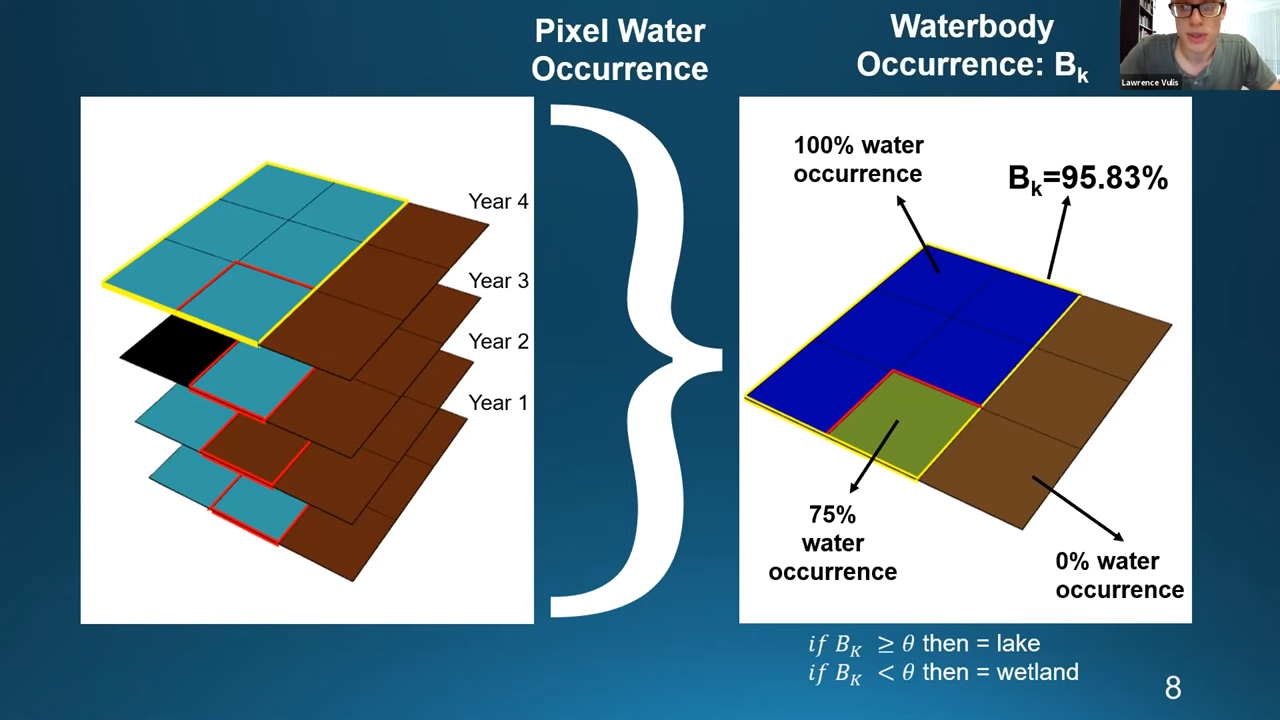 Pixel Water
Occurrence
Waterbody
Occurrence: Bk
Lawrence Vulis
Year 4
Year 3
Year 2
Year 1
100% water
occurrence
Bk=95.83%
75%
water
occurrence
0% water
occurrence
if BK ≥ θ then = lake
if BK < θ then = wetland
8